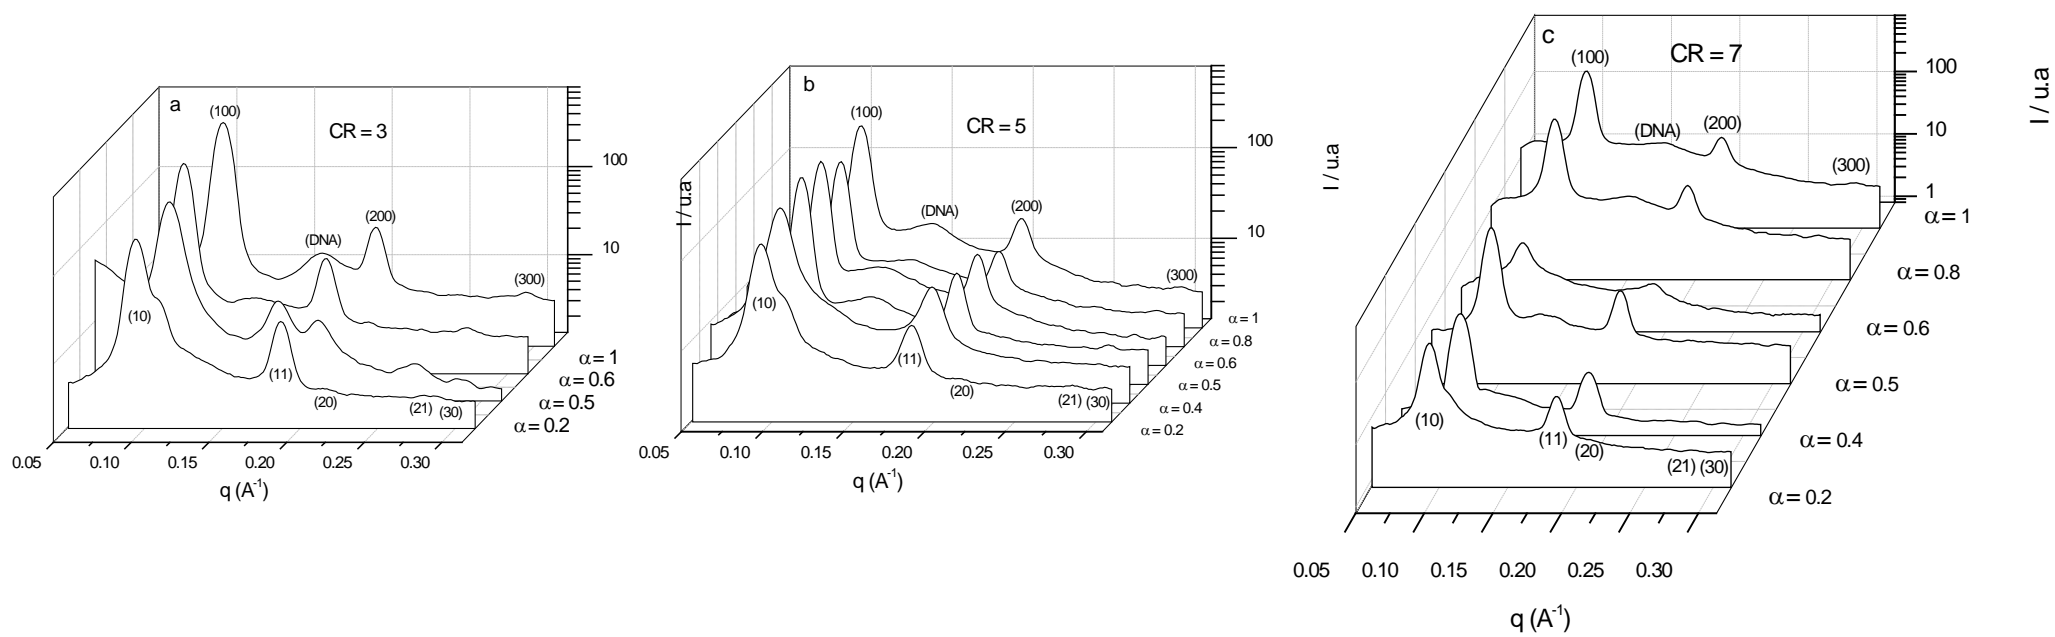 a
(100)
CR = 3
100
(200)
(DNA)
10
(300)
(10)
α = 1
α = 0.6
(11)
α = 0.5
(20)
(21) (30)
α = 0.2
0.05 0.10 0.15 0.20 0.25 0.30
q (A⁻¹)
b
(100)
CR = 5
100
I / u.a
(DNA)
(200)
10
(300)
(10)
α = 1
α = 0.8
(11)
α = 0.6
α = 0.5
(20)
(21) (30)
α = 0.4
α = 0.2
0.05 0.10 0.15 0.20 0.25 0.30
q (A⁻¹)
c
(100)
CR = 7
100
I / u.a
(DNA)
(200)
10
I / u.a
(300)
1
α = 1
α = 0.8
α = 0.6
α = 0.5
(10)
(11)
α = 0.4
(20)
(21) (30)
α = 0.2
0.05 0.10 0.15 0.20 0.25 0.30
q (A⁻¹)